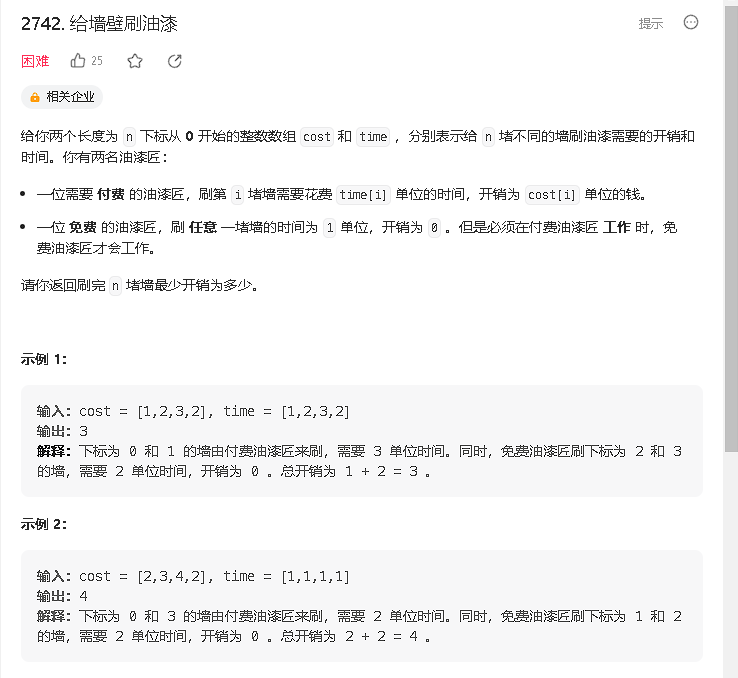 2742. 给墙壁刷油漆
提示
困难 25
相关企业
给你两个长度为 n 下标从 0 开始的整数数组 cost 和 time ，分别表示给 n 堵不同的墙刷油漆需要的开销和
时间。你有两名油漆匠：
• 一位需要 付费 的油漆匠，刷第 i 堵墙需要花费 time[i] 单位的时间，开销为 cost[i] 单位的钱。
• 一位 免费 的油漆匠，刷 任意 一堵墙的时间为 1 单位，开销为 0 。但是必须在付费油漆匠 工作 时，免
费油漆匠才会工作。
请你返回刷完 n 堵墙最少开销为多少。
示例 1：
输入：cost = [1,2,3,2], time = [1,2,3,2]
输出：3
解释：下标为 0 和 1 的墙由付费油漆匠来刷，需要 3 单位时间。同时，免费油漆匠刷下标为 2 和 3
的墙，需要 2 单位时间，开销为 0 。总开销为 1 + 2 = 3 。
示例 2：
输入：cost = [2,3,4,2], time = [1,1,1,1]
输出：4
解释：下标为 0 和 3 的墙由付费油漆匠来刷，需要 2 单位时间。同时，免费油漆匠刷下标为 1 和 2
的墙，需要 2 单位时间，开销为 0 。总开销为 2 + 2 = 4 。